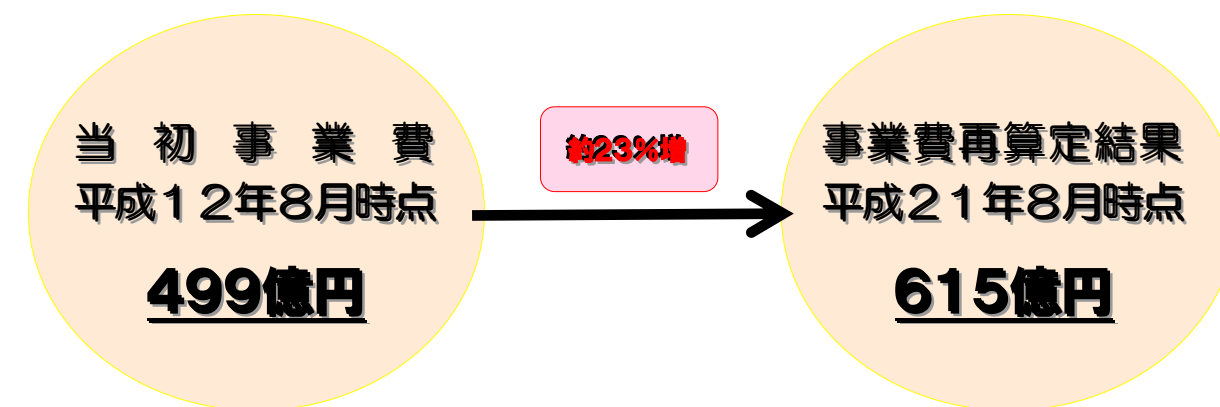 当初事業費
平成12年8月時点
499億円
約23%増
事業費再算定結果
平成21年8月時点
615億円